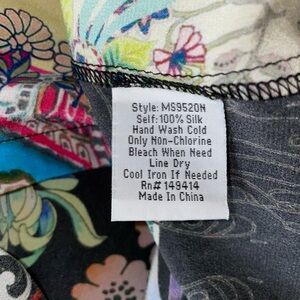 Style: MS9520N
Self: 100% Silk
Hand Wash Cold
Only Non-Chlorine
Bleach When Need
Line Dry
Cool Iron If Needed
Rn# 149414
Made In China